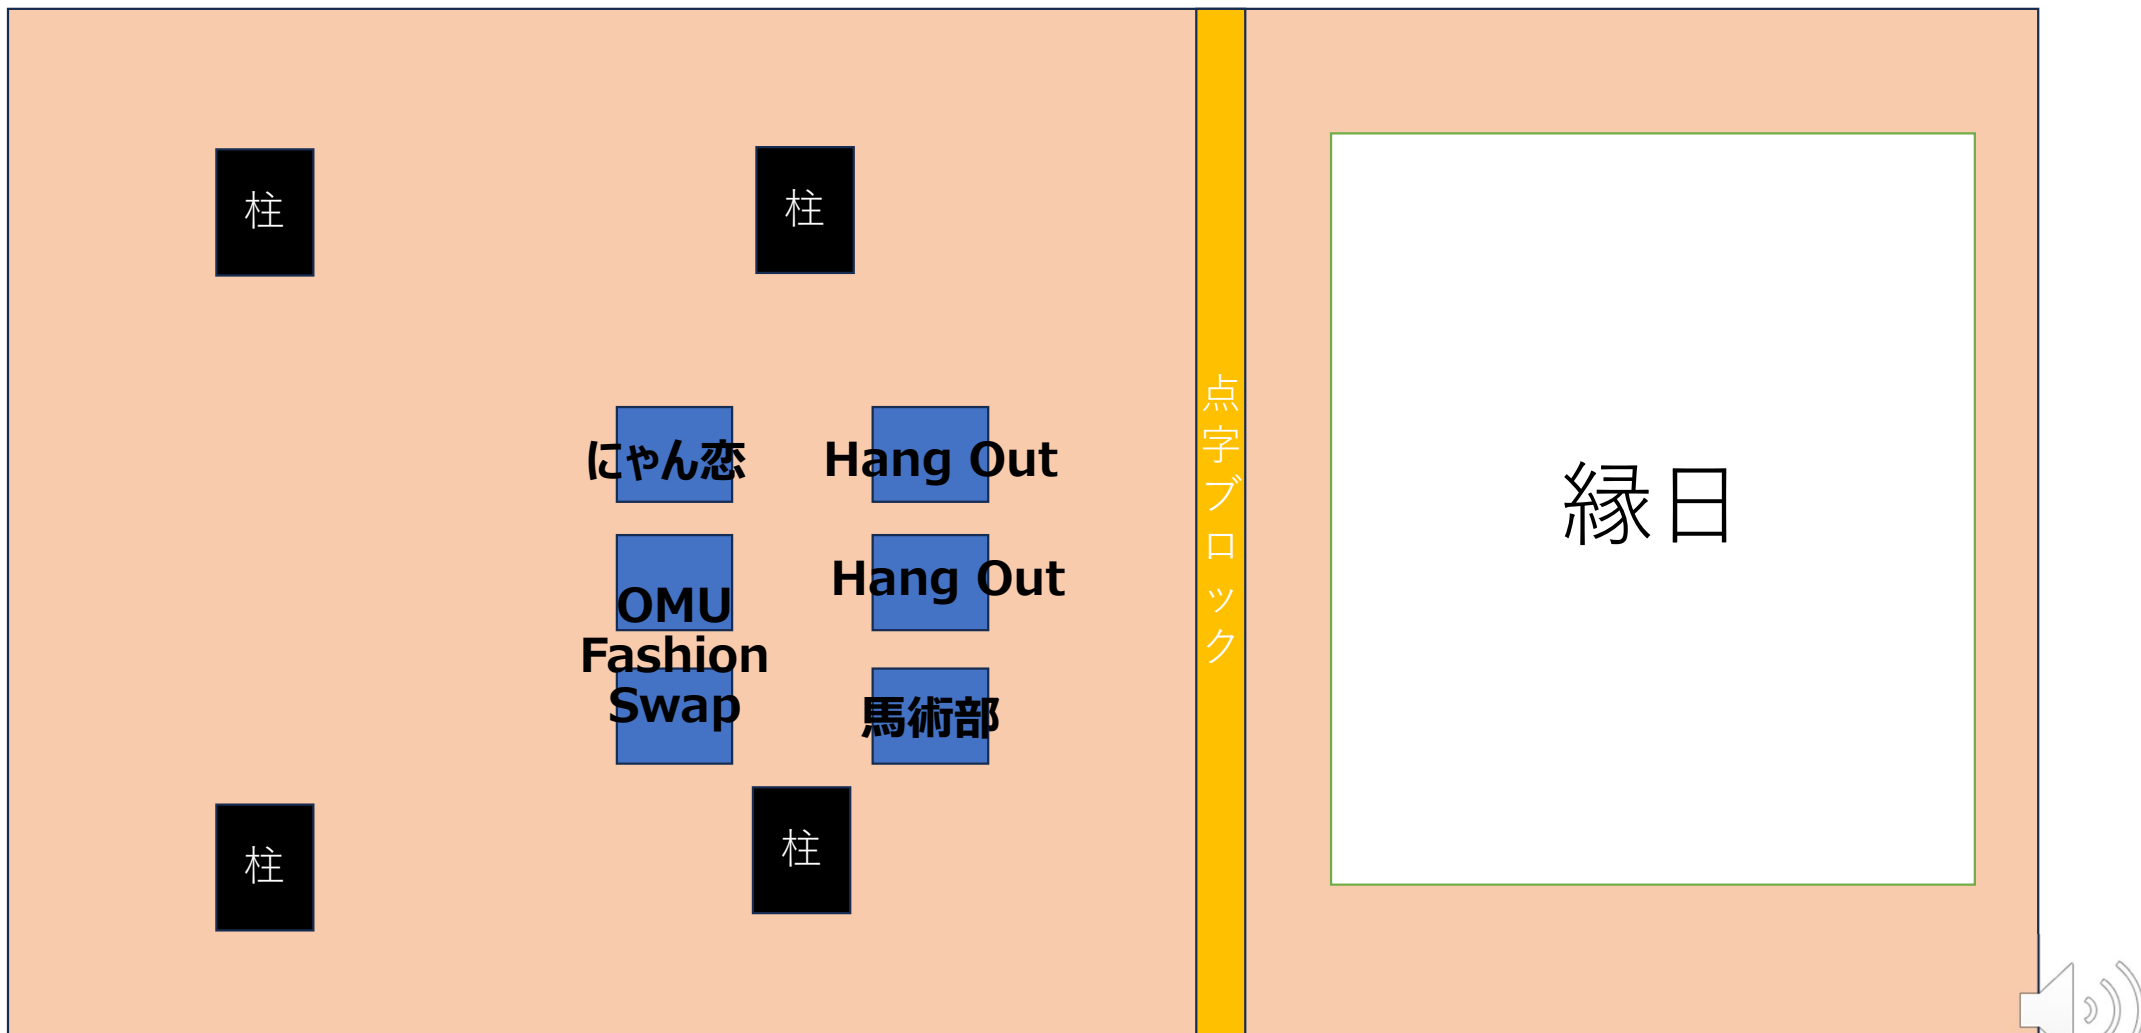 柱
柱
にゃん恋
Hang Out
OMU
Fashion
Swap
Hang Out
馬術部
柱
柱
点字ブロック
縁日